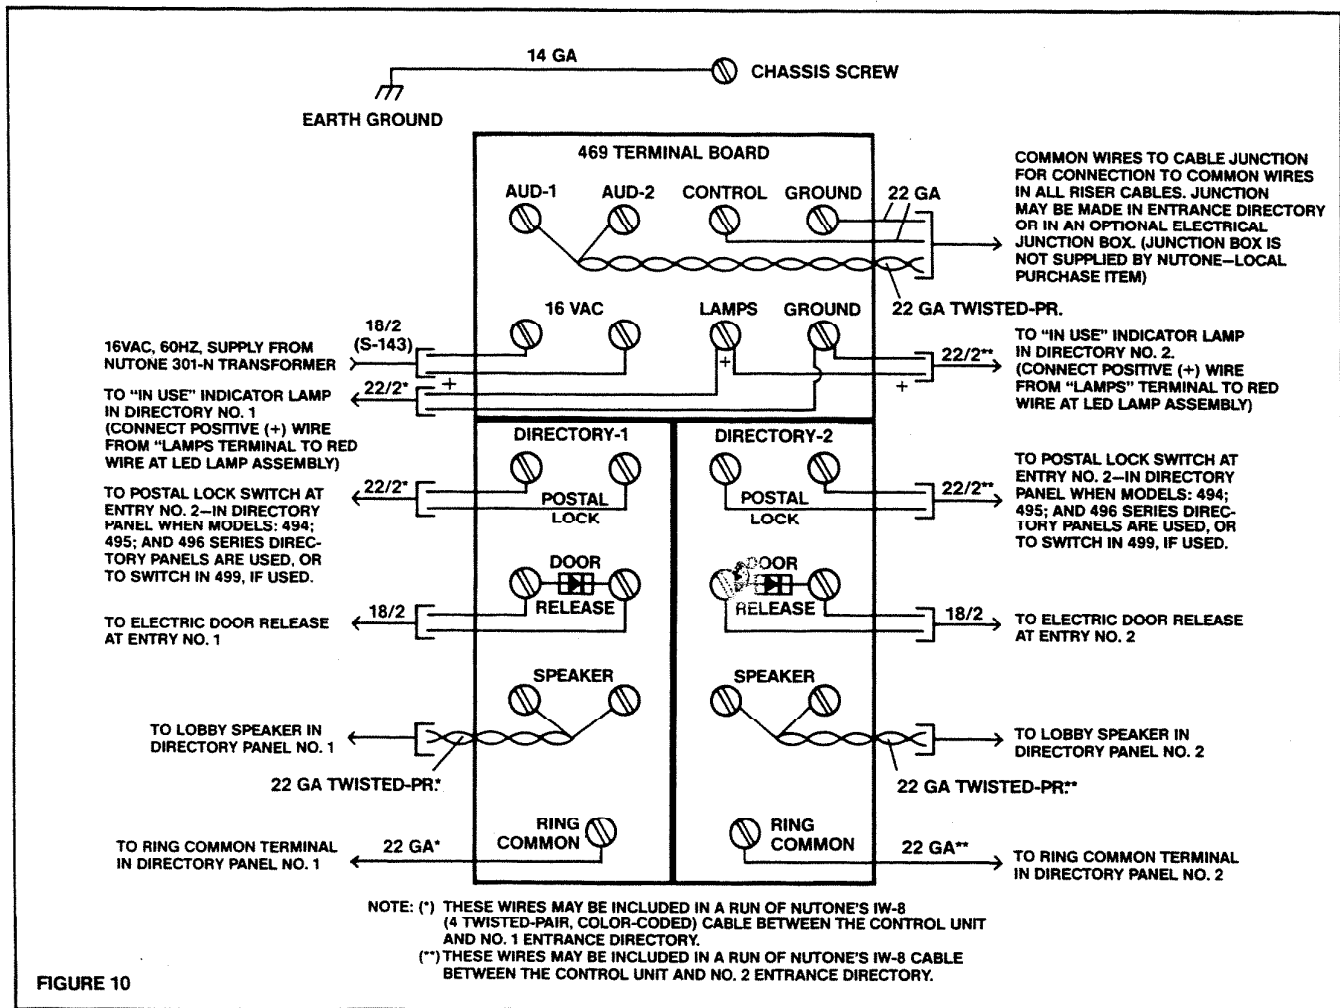 14 GA
CHASSIS SCREW
EARTH GROUND
469 TERMINAL BOARD
AUD-1 AUD-2 CONTROL GROUND
22 GA
COMMON WIRES TO CABLE JUNCTION
FOR CONNECTION TO COMMON WIRES
IN ALL RISER CABLES. JUNCTION
MAY BE MADE IN ENTRANCE DIRECTORY
OR IN AN OPTIONAL ELECTRICAL
JUNCTION BOX. (JUNCTION BOX IS
NOT SUPPLIED BY NUTONE—LOCAL
PURCHASE ITEM)
22 GA TWISTED-PR.
16 VAC LAMPS GROUND
18/2
(S-143)
16VAC, 60HZ, SUPPLY FROM
NUTONE 301-N TRANSFORMER
22/2*
+
TO "IN USE" INDICATOR LAMP
IN DIRECTORY NO. 1
(CONNECT POSITIVE (+) WIRE
FROM "LAMPS TERMINAL TO RED
WIRE AT LED LAMP ASSEMBLY)
+
22/2**
+
TO "IN USE" INDICATOR LAMP
IN DIRECTORY NO. 2.
(CONNECT POSITIVE (+) WIRE
FROM "LAMPS" TERMINAL TO RED
WIRE AT LED LAMP ASSEMBLY)
DIRECTORY-1
DIRECTORY-2
22/2*
POSTAL
LOCK
TO POSTAL LOCK SWITCH AT
ENTRY NO. 2—IN DIRECTORY
PANEL WHEN MODELS: 494;
495; AND 496 SERIES DIREC-
TORY PANELS ARE USED, OR
TO SWITCH IN 499, IF USED.
POSTAL
LOCK
22/2**
TO POSTAL LOCK SWITCH AT
ENTRY NO. 2—IN DIRECTORY
PANEL WHEN MODELS: 494;
495; AND 496 SERIES DIREC-
TORY PANELS ARE USED, OR
TO SWITCH IN 499, IF USED.
DOOR
RELEASE
18/2
TO ELECTRIC DOOR RELEASE
AT ENTRY NO. 1
DOOR
RELEASE
18/2
TO ELECTRIC DOOR RELEASE
AT ENTRY NO. 2
SPEAKER
TO LOBBY SPEAKER IN
DIRECTORY PANEL NO. 1
22 GA TWISTED-PR.*
SPEAKER
TO LOBBY SPEAKER IN
DIRECTORY PANEL NO. 2
22 GA TWISTED-PR.**
RING
COMMON
22 GA*
TO RING COMMON TERMINAL
IN DIRECTORY PANEL NO. 1
RING
COMMON
22 GA**
TO RING COMMON TERMINAL
IN DIRECTORY PANEL NO. 2
NOTE: (*) THESE WIRES MAY BE INCLUDED IN A RUN OF NUTONE'S IW-8
(4 TWISTED-PAIR, COLOR-CODED) CABLE BETWEEN THE CONTROL UNIT
AND NO. 1 ENTRANCE DIRECTORY.
(**) THESE WIRES MAY BE INCLUDED IN A RUN OF NUTONE'S IW-8 CABLE
BETWEEN THE CONTROL UNIT AND NO. 2 ENTRANCE DIRECTORY.
FIGURE 10